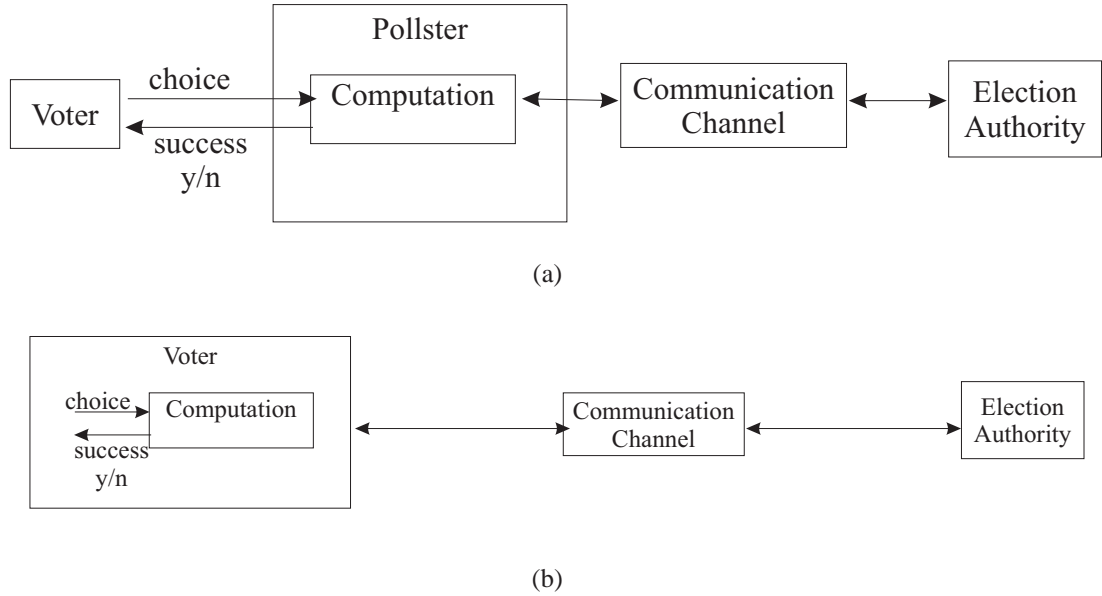 Pollster
choice
Computation
Voter
success
y/n
Communication
Channel
Election
Authority
(a)
Voter
choice
Computation
success
y/n
Communication
Channel
Election
Authority
(b)